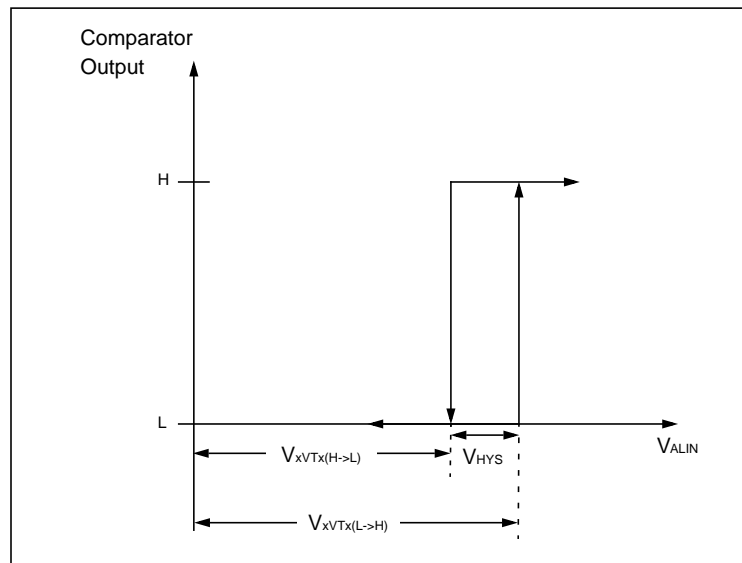 Comparator
Output
H
L
VALIN
VxVTx(H->L)
VHYS
VxVTx(L->H)